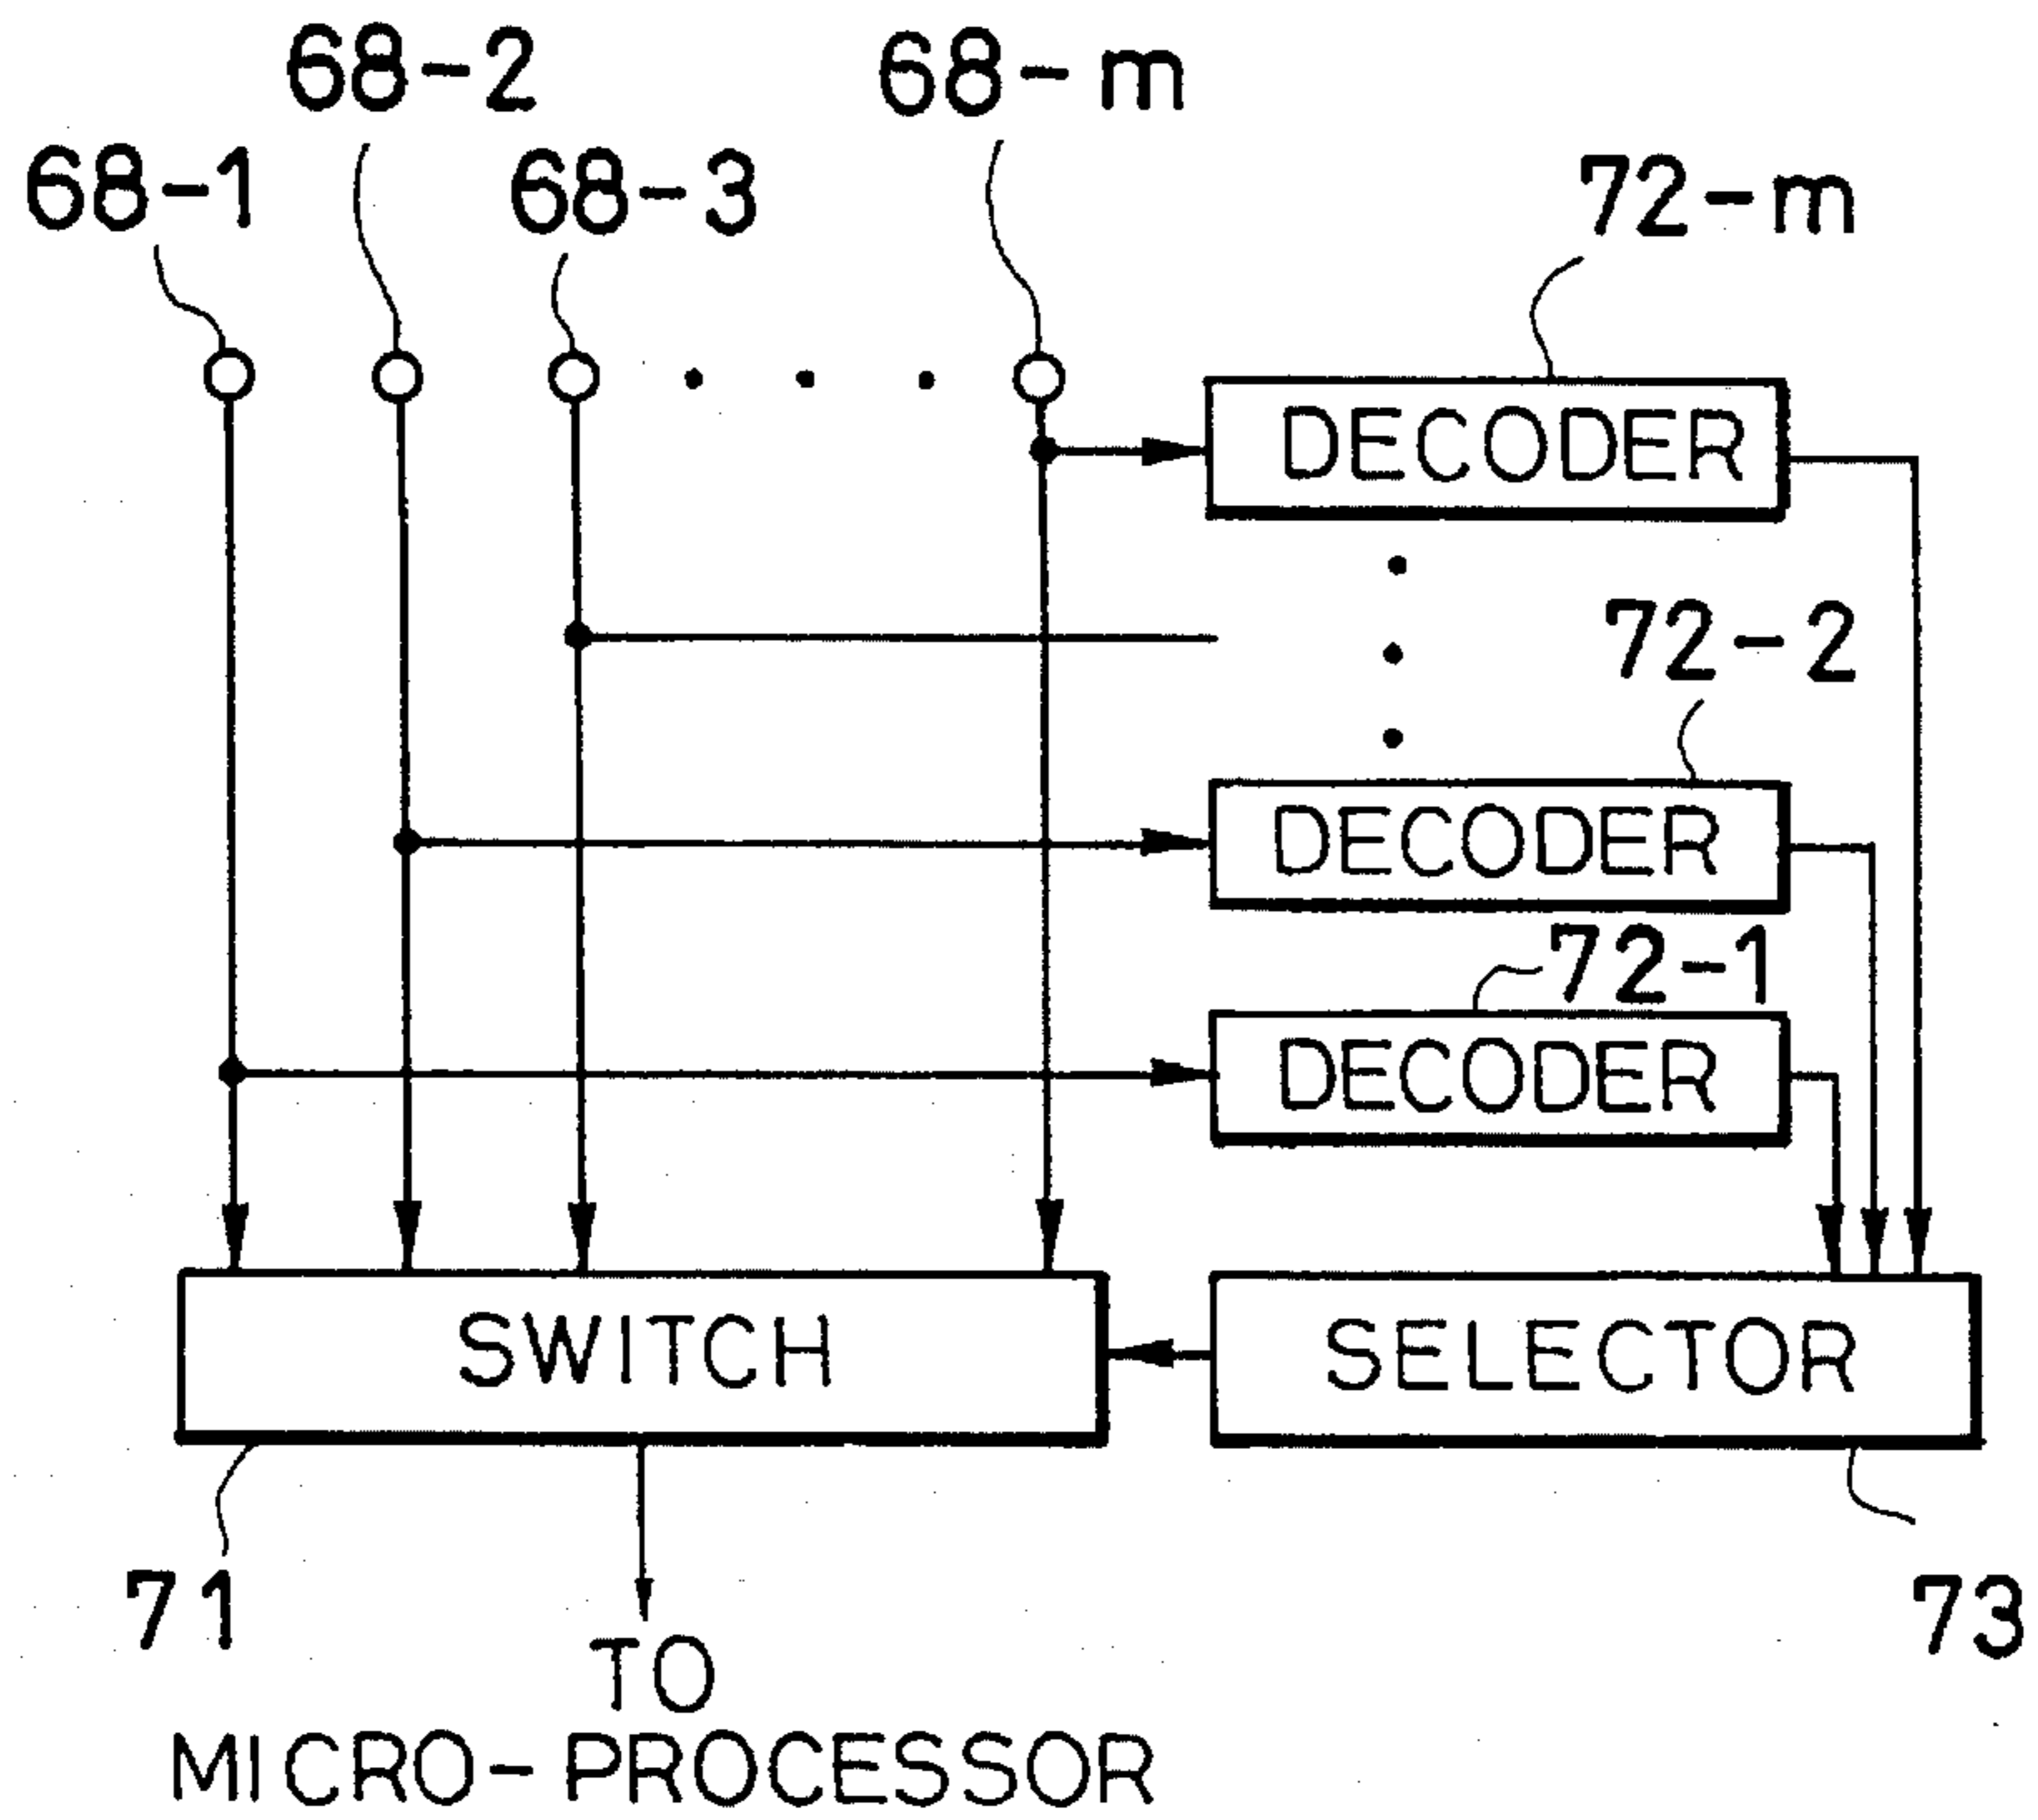 68-2
68-m
68-1
68-3
72-m
DECODER
72-2
DECODER
72-1
DECODER
SWITCH
SELECTOR
71
73
TO
MICRO-PROCESSOR